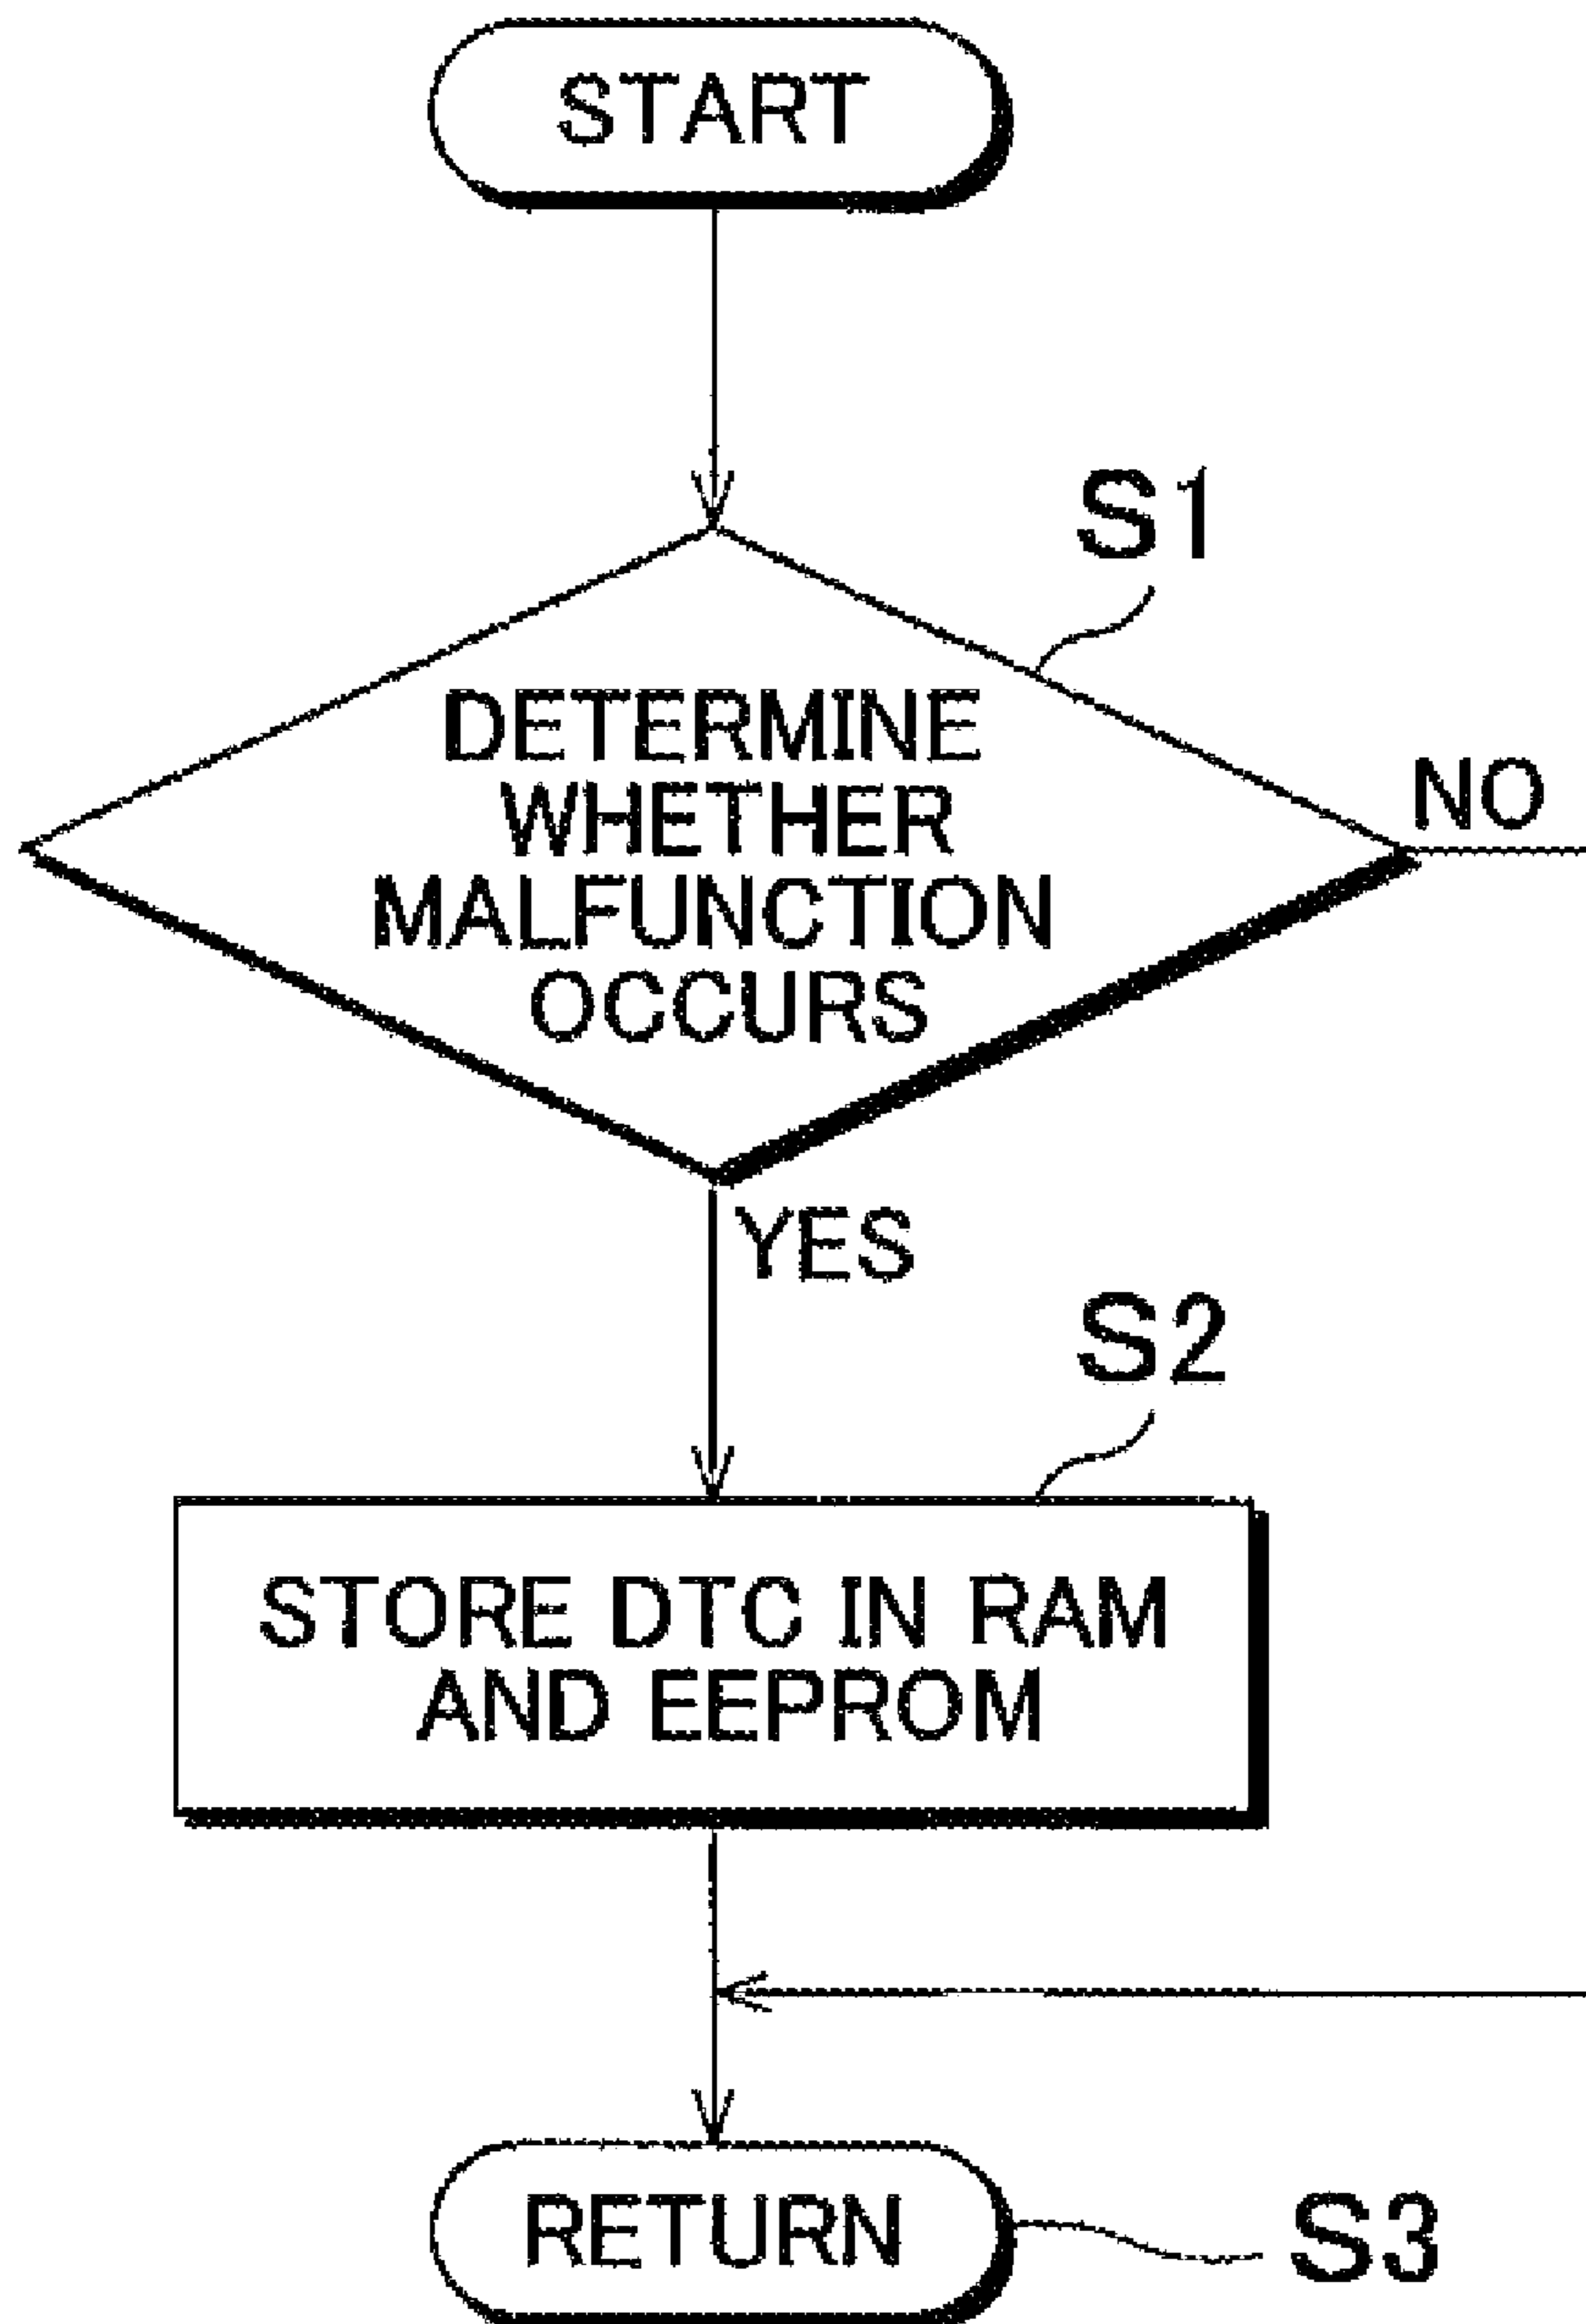 START
S1
DETERMINE
WHETHER
MALFUNCTION
OCCURS
NO
YES
S2
STORE DTC IN RAM
AND EEPROM
RETURN
S3